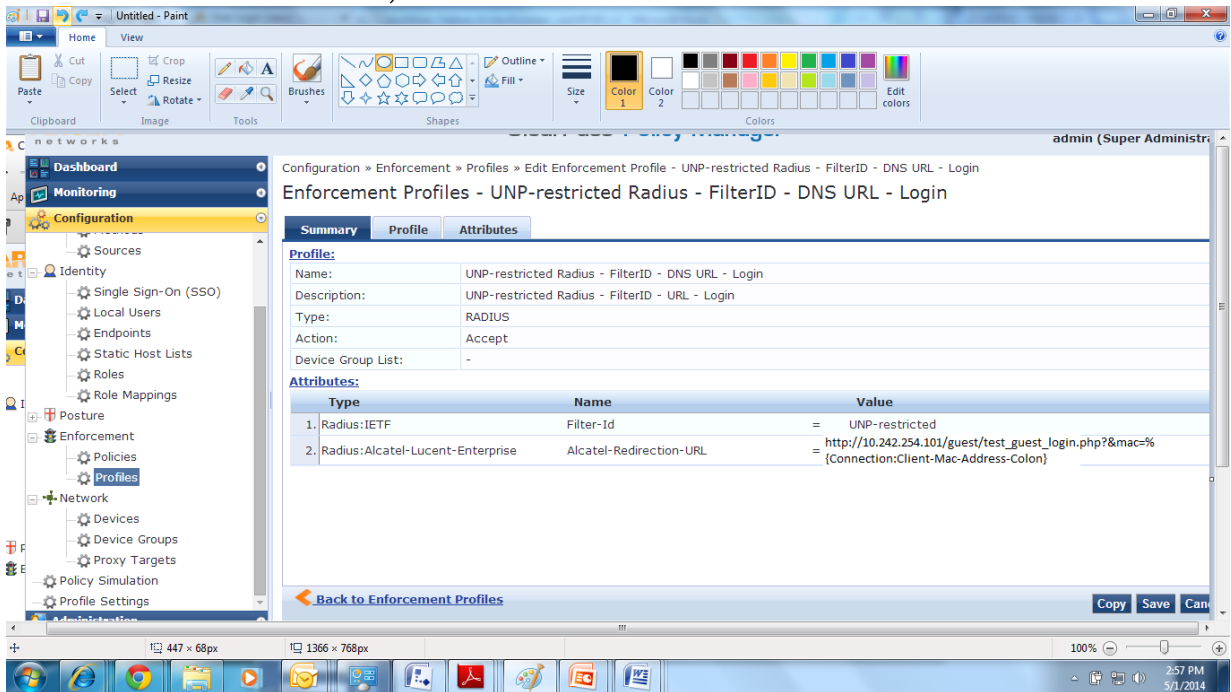 Untitled - Paint
Home View
Cut
Copy
Paste
Clipboard
Crop
Resize
Rotate
Select
Image
Tools
Brushes
Outline
Fill
Shapes
Size
Color 1
Color 2
Edit colors
Colors
networks
admin (Super Administra
Dashboard
Monitoring
Configuration
Sources
Identity
Single Sign-On (SSO)
Local Users
Endpoints
Static Host Lists
Roles
Role Mappings
Posture
Enforcement
Policies
Profiles
Network
Devices
Device Groups
Proxy Targets
Policy Simulation
Profile Settings
Configuration » Enforcement » Profiles » Edit Enforcement Profile - UNP-restricted Radius - FilterID - DNS URL - Login
Enforcement Profiles - UNP-restricted Radius - FilterID - DNS URL - Login
Summary Profile Attributes
Profile:
Name: UNP-restricted Radius - FilterID - DNS URL - Login
Description: UNP-restricted Radius - FilterID - URL - Login
Type: RADIUS
Action: Accept
Device Group List: -
Attributes:
Type Name Value
1. Radius:IETF Filter-Id = UNP-restricted
2. Radius:Alcatel-Lucent-Enterprise Alcatel-Redirection-URL = http://10.242.254.101/guest/test_guest_login.php?&mac=%
{Connection:Client-Mac-Address-Colon}
Back to Enforcement Profiles
Copy Save Can
447 × 68px
1366 × 768px
100%
2:57 PM
5/1/2014